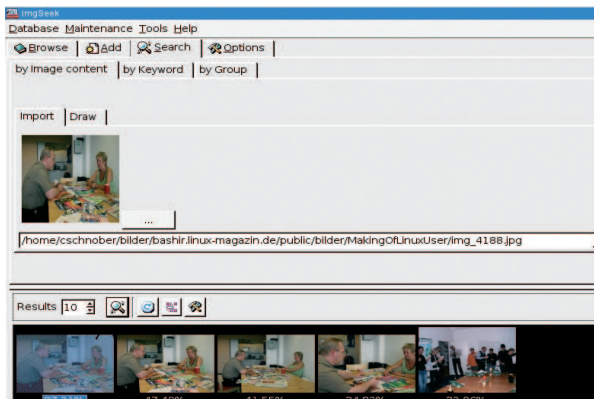 imgSeek
Database Maintenance Tools Help
Browse Add Search Options
by Image content by Keyword by Group
Import Draw
...
/home/cschnober/bilder/bashir.linux-magazin.de/public/bilder/MakingOfLinuxUser/img_4188.jpg
Results 10